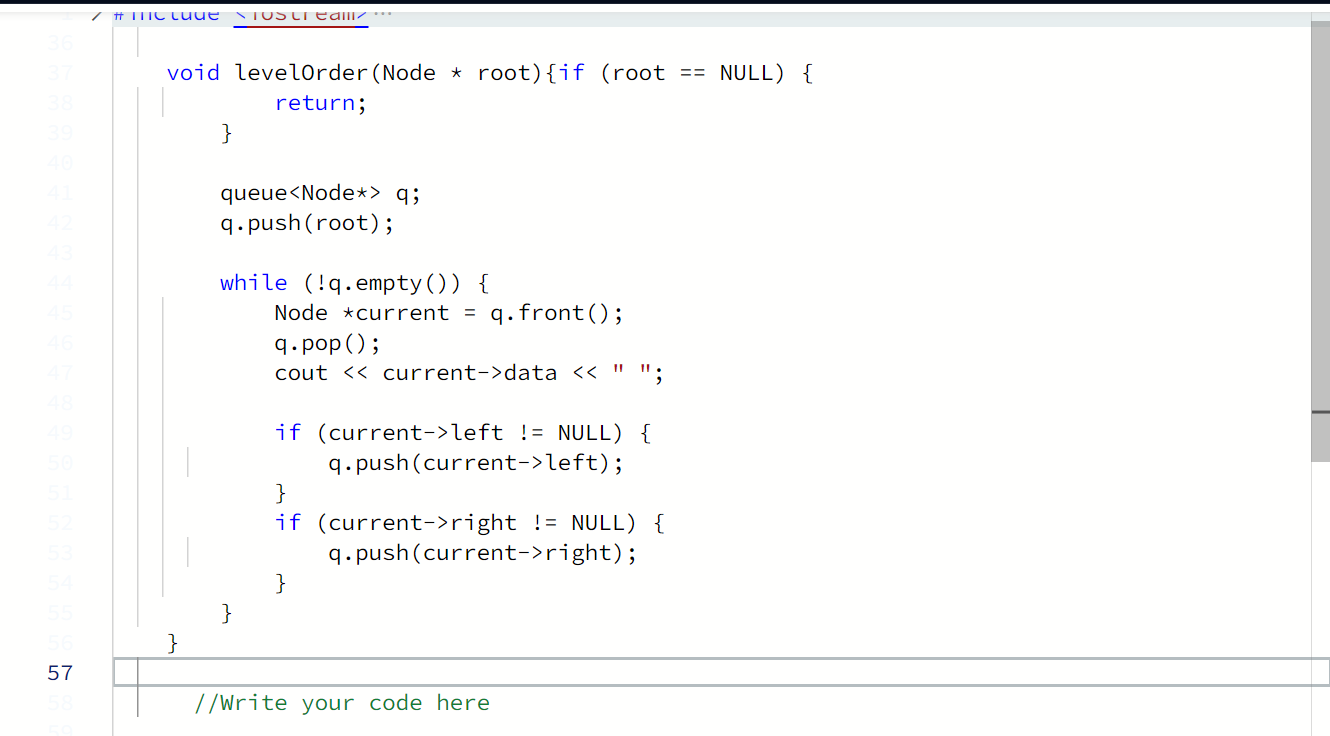 #include <iostream>···
36
37 void levelOrder(Node * root){if (root == NULL) {
38 return;
39 }
40
41 queue<Node*> q;
42 q.push(root);
43
44 while (!q.empty()) {
45 Node *current = q.front();
46 q.pop();
47 cout << current->data << " ";
48
49 if (current->left != NULL) {
50 q.push(current->left);
51 }
52 if (current->right != NULL) {
53 q.push(current->right);
54 }
55 }
56 }
57
58 //Write your code here
59